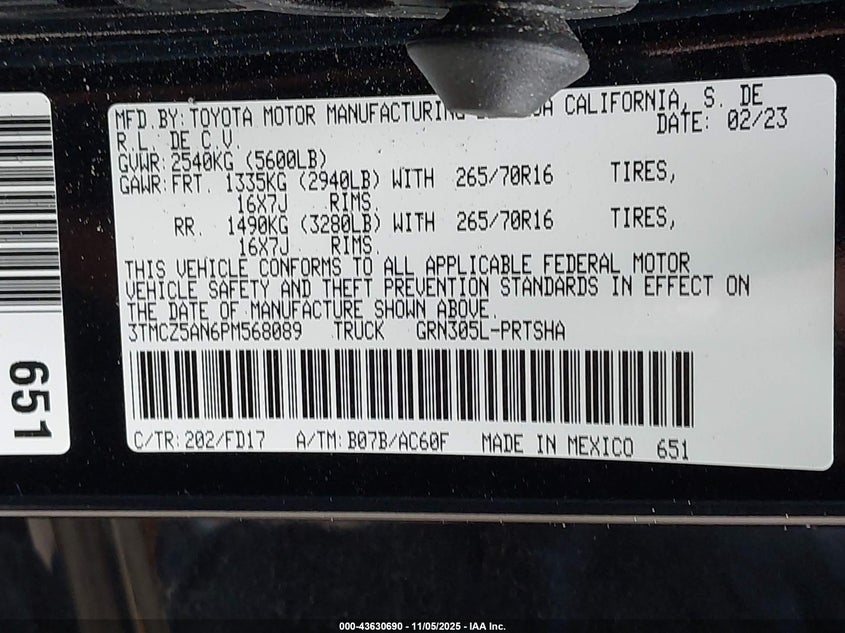 MFD.BY: TOYOTA MOTOR MANUFACTURING CALIFORNIA, S. DE
R.L. DE C.V. DATE: 02/23
GVWR: 2540KG (5600LB)
GAWR: FRT. 1335KG (2940LB) WITH 265/70R16 TIRES,
16X7J RIMS
RR. 1490KG (3280LB) WITH 265/70R16 TIRES,
16X7J RIMS
THIS VEHICLE CONFORMS TO ALL APPLICABLE FEDERAL MOTOR
VEHICLE SAFETY AND THEFT PREVENTION STANDARDS IN EFFECT ON
THE DATE OF MANUFACTURE SHOWN ABOVE.
3TMCZ5AN6PM568089 TRUCK GRN305L-PRTSHA
C/TR: 202/FD17 A/TM: B07B/AC60F MADE IN MEXICO 651
651
000-43630690 - 11/05/2025 - IAA Inc.